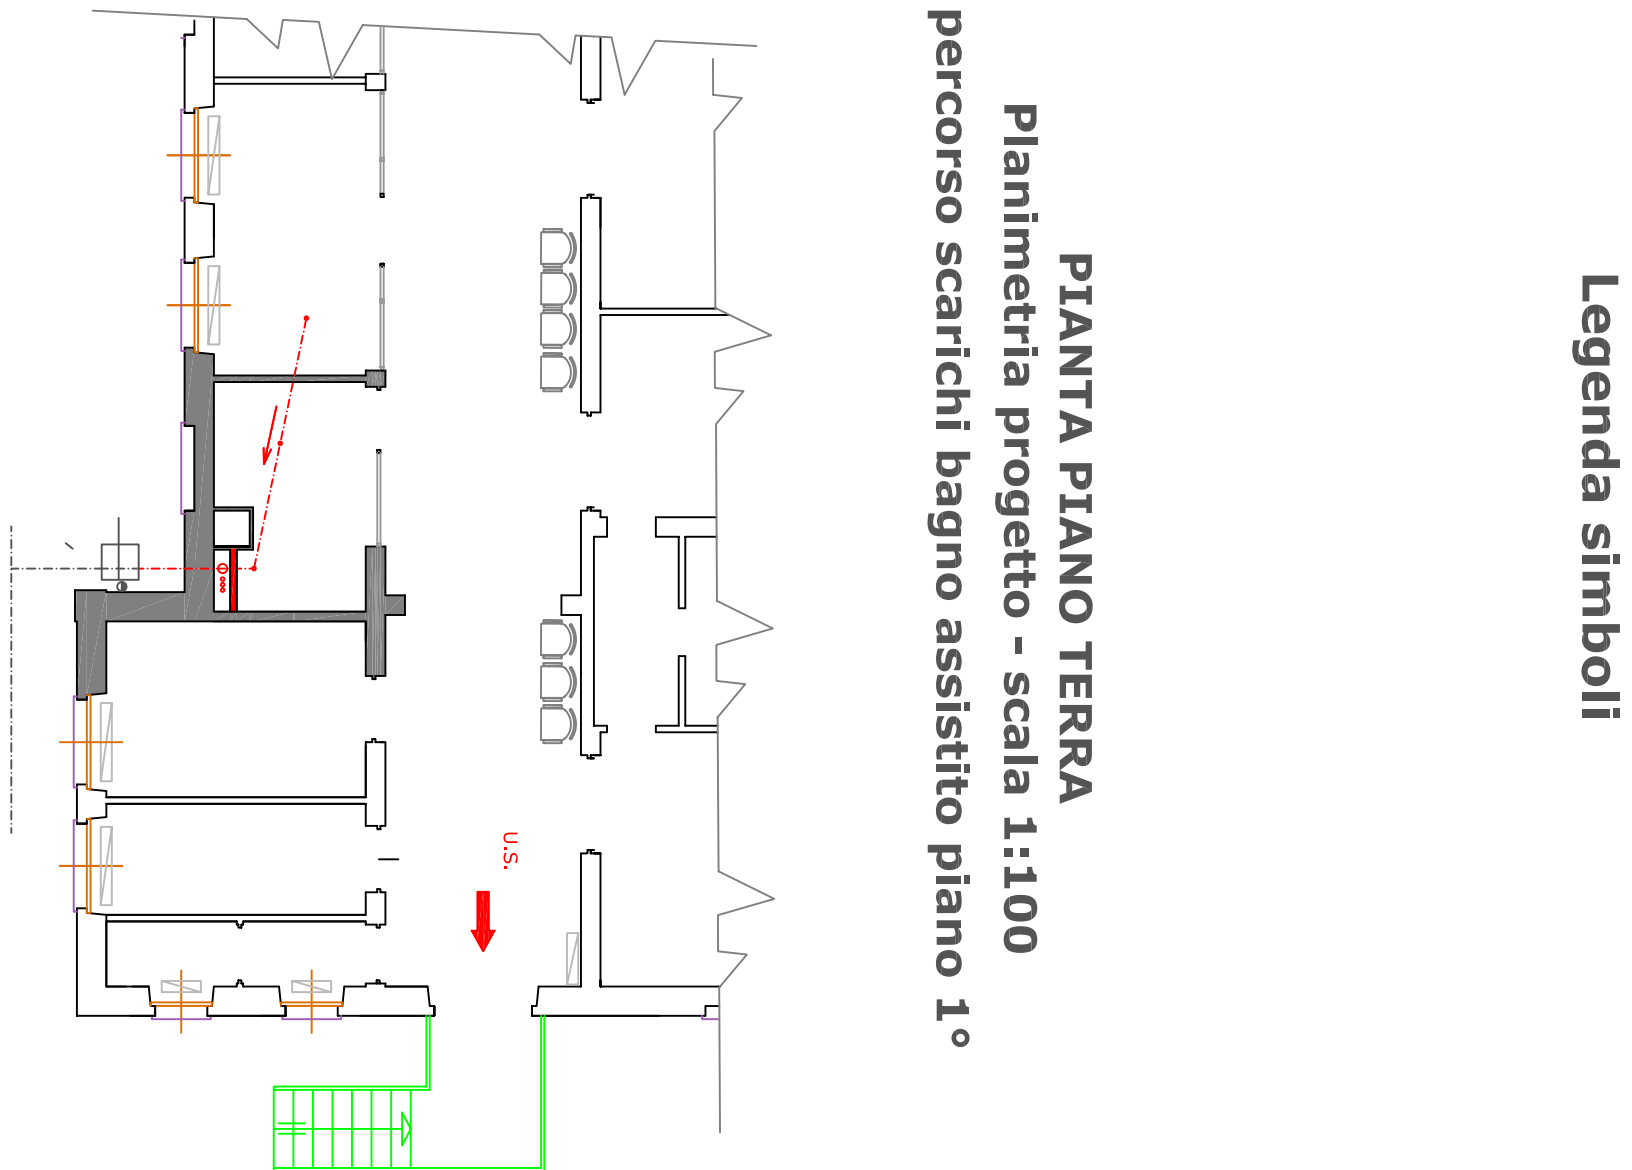 Legenda simboli
PIANTA PIANO TERRA
Planimetria progetto - scala 1:100
percorso scarichi bagno assistito piano 1°
U.S.